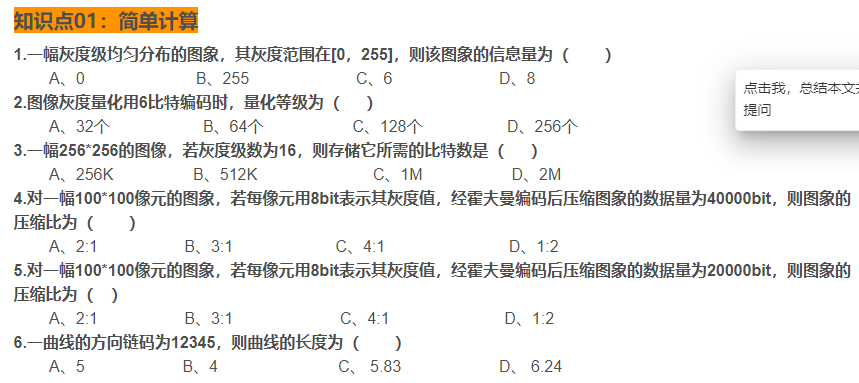 知识点01：简单计算
1.一幅灰度级均匀分布的图象，其灰度范围在[0，255]，则该图象的信息量为（　　）
A、0　B、255　C、6　D、8
2.图像灰度量化用6比特编码时，量化等级为（　　）
A、32个　B、64个　C、128个　D、256个
3.一幅256*256的图像，若灰度级数为16，则存储它所需的比特数是（　　）
A、256K　B、512K　C、1M　D、2M
4.对一幅100*100像元的图象，若每像元用8bit表示其灰度值，经霍夫曼编码后压缩图象的数据量为40000bit，则图象的
压缩比为（　　）
A、2:1　B、3:1　C、4:1　D、1:2
5.对一幅100*100像元的图象，若每像元用8bit表示其灰度值，经霍夫曼编码后压缩图象的数据量为20000bit，则图象的
压缩比为（　）
A、2:1　B、3:1　C、4:1　D、1:2
6.一曲线的方向链码为12345，则曲线的长度为（　　）
A、5　B、4　C、 5.83　D、 6.24
点击我，总结本文
提问